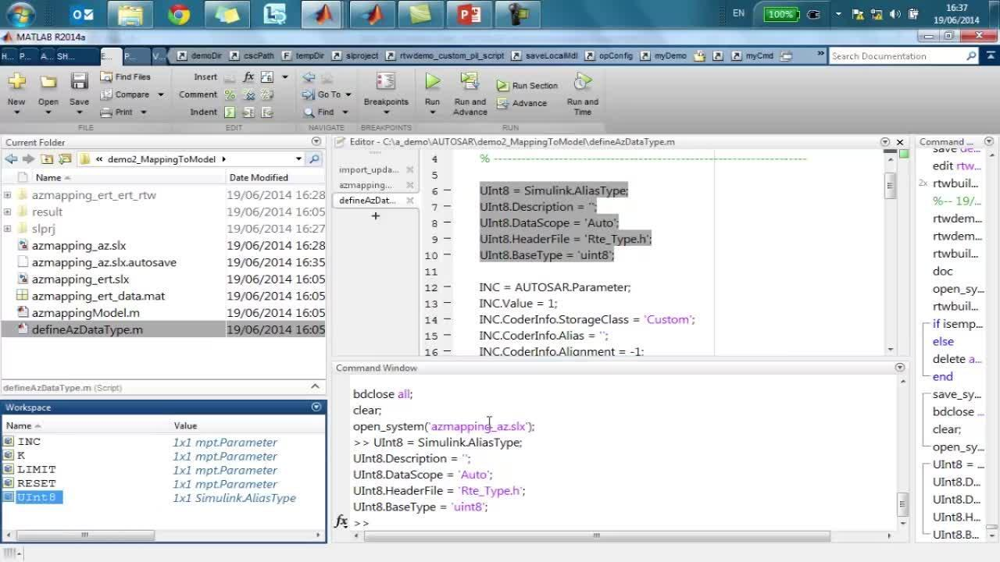 EN
100%
16:37
19/06/2014
MATLAB R2014a
H... P... A... SH... E... P... V... demoDir cscPath tempDir slproject rtwdemo_custom_pil_script saveLocalMdl opConfig myDemo myCmd » Search Documentation
New Open Save
Find Files
Compare
Print
Insert fx
Comment
Indent
Go To
Find
Breakpoints
Run
Run and Advance
Run Section
Advance
Run and Time
FILE EDIT NAVIGATE BREAKPOINTS RUN
Current Folder
« demo2_MappingToModel
Name Date Modified
azmapping_ert_ert_rtw 19/06/2014 16:28
result 19/06/2014 16:05
slprj 19/06/2014 16:27
azmapping_az.slx 19/06/2014 16:28
azmapping_az.slx.autosave 19/06/2014 16:35
azmapping_ert.slx 19/06/2014 16:05
azmapping_ert_data.mat 19/06/2014 16:05
azmappingModel.m 19/06/2014 16:05
defineAzDataType.m 19/06/2014 16:05
defineAzDataType.m (Script)
Workspace
Name Value
INC 1x1 mpt.Parameter
K 1x1 mpt.Parameter
LIMIT 1x1 mpt.Parameter
RESET 1x1 mpt.Parameter
UInt8 1x1 Simulink.AliasType
Editor - C:\a_demo\AUTOSAR\demo2_MappingToModel\defineAzDataType.m
import_upda...
azmapping...
defineAzDat...
+
4 % ----------------------------------------------------------------
5
6 – UInt8 = Simulink.AliasType;
7 – UInt8.Description = '';
8 – UInt8.DataScope = 'Auto';
9 – UInt8.HeaderFile = 'Rte_Type.h';
10 – UInt8.BaseType = 'uint8';
11
12 – INC = AUTOSAR.Parameter;
13 – INC.Value = 1;
14 – INC.CoderInfo.StorageClass = 'Custom';
15 – INC.CoderInfo.Alias = '';
16 – INC.CoderInfo.Alignment = -1;
Command Window
bdclose all;
clear;
open_system('azmapping_az.slx');
>> UInt8 = Simulink.AliasType;
UInt8.Description = '';
UInt8.DataScope = 'Auto';
UInt8.HeaderFile = 'Rte_Type.h';
UInt8.BaseType = 'uint8';
fx >>
Command ...
save de...
edit rtw...
2x rtwbuil...
%-- 19/...
rtwdem...
rtwdem...
rtwbuil...
doc
open_sy...
rtwbuil...
if isemp...
else
delete a...
end
save_sy...
bdclose ...
clear;
open_sy...
UInt8 = ...
UInt8.D...
UInt8.D...
UInt8.H...
UInt8.B...